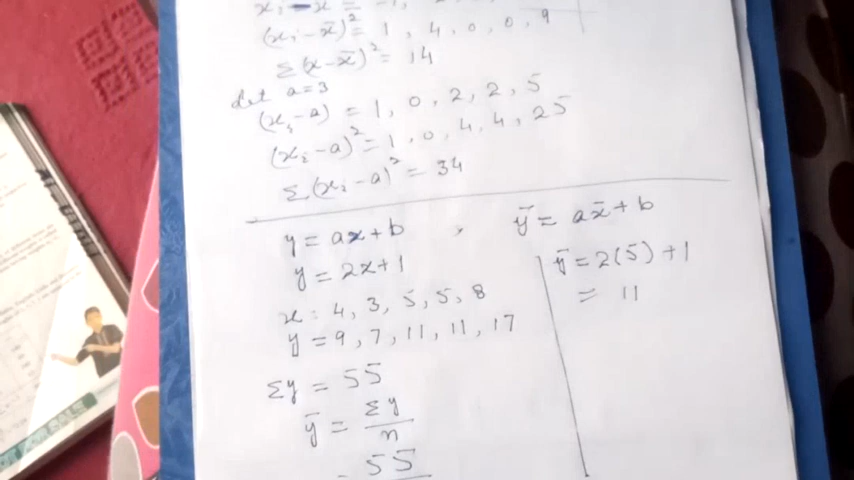 (xᵢ-x̄)² = 1, 4, 0, 0, 9
Σ(x-x̄)² = 14
Let a=3
(xᵢ-a) = 1, 0, 2, 2, 5
(xᵢ-a)² = 1, 0, 4, 4, 25
Σ(xᵢ-a)² = 34
y = ax+b , ȳ = ax̄+b
y = 2x+1
x: 4, 3, 5, 5, 8
y = 9, 7, 11, 11, 17
Σy = 55
ȳ = Σy/n
= 55
ȳ = 2(5)+1
= 11